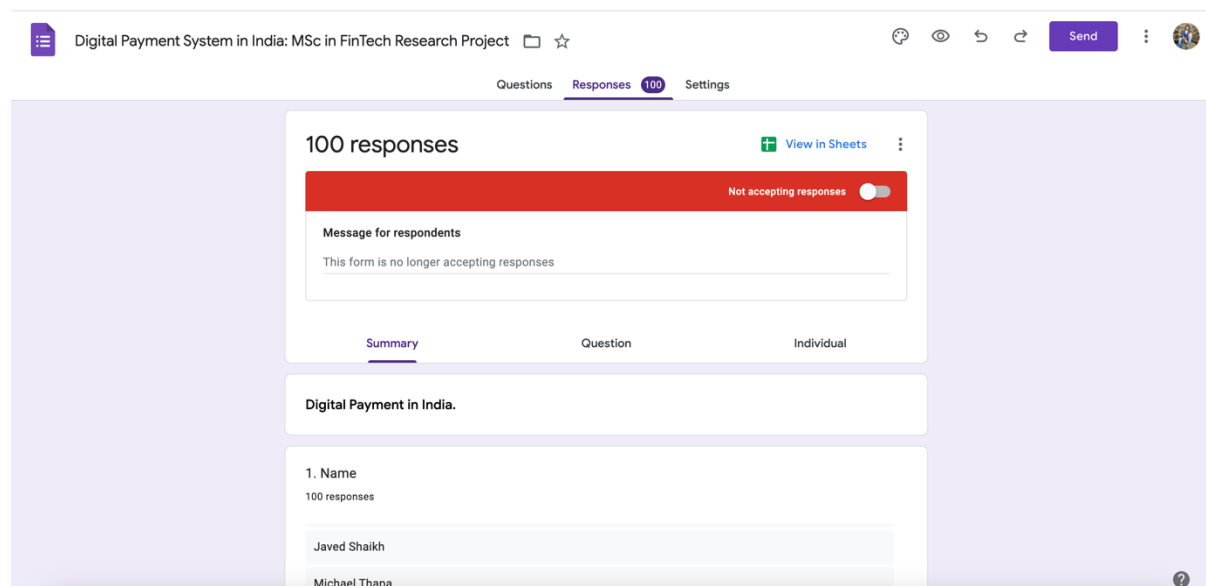 Digital Payment System in India: MSc in FinTech Research Project
Send
Questions Responses 100 Settings
100 responses
View in Sheets
Not accepting responses
Message for respondents
This form is no longer accepting responses
Summary Question Individual
Digital Payment in India.
1. Name
100 responses
Javed Shaikh
Michael Thapa